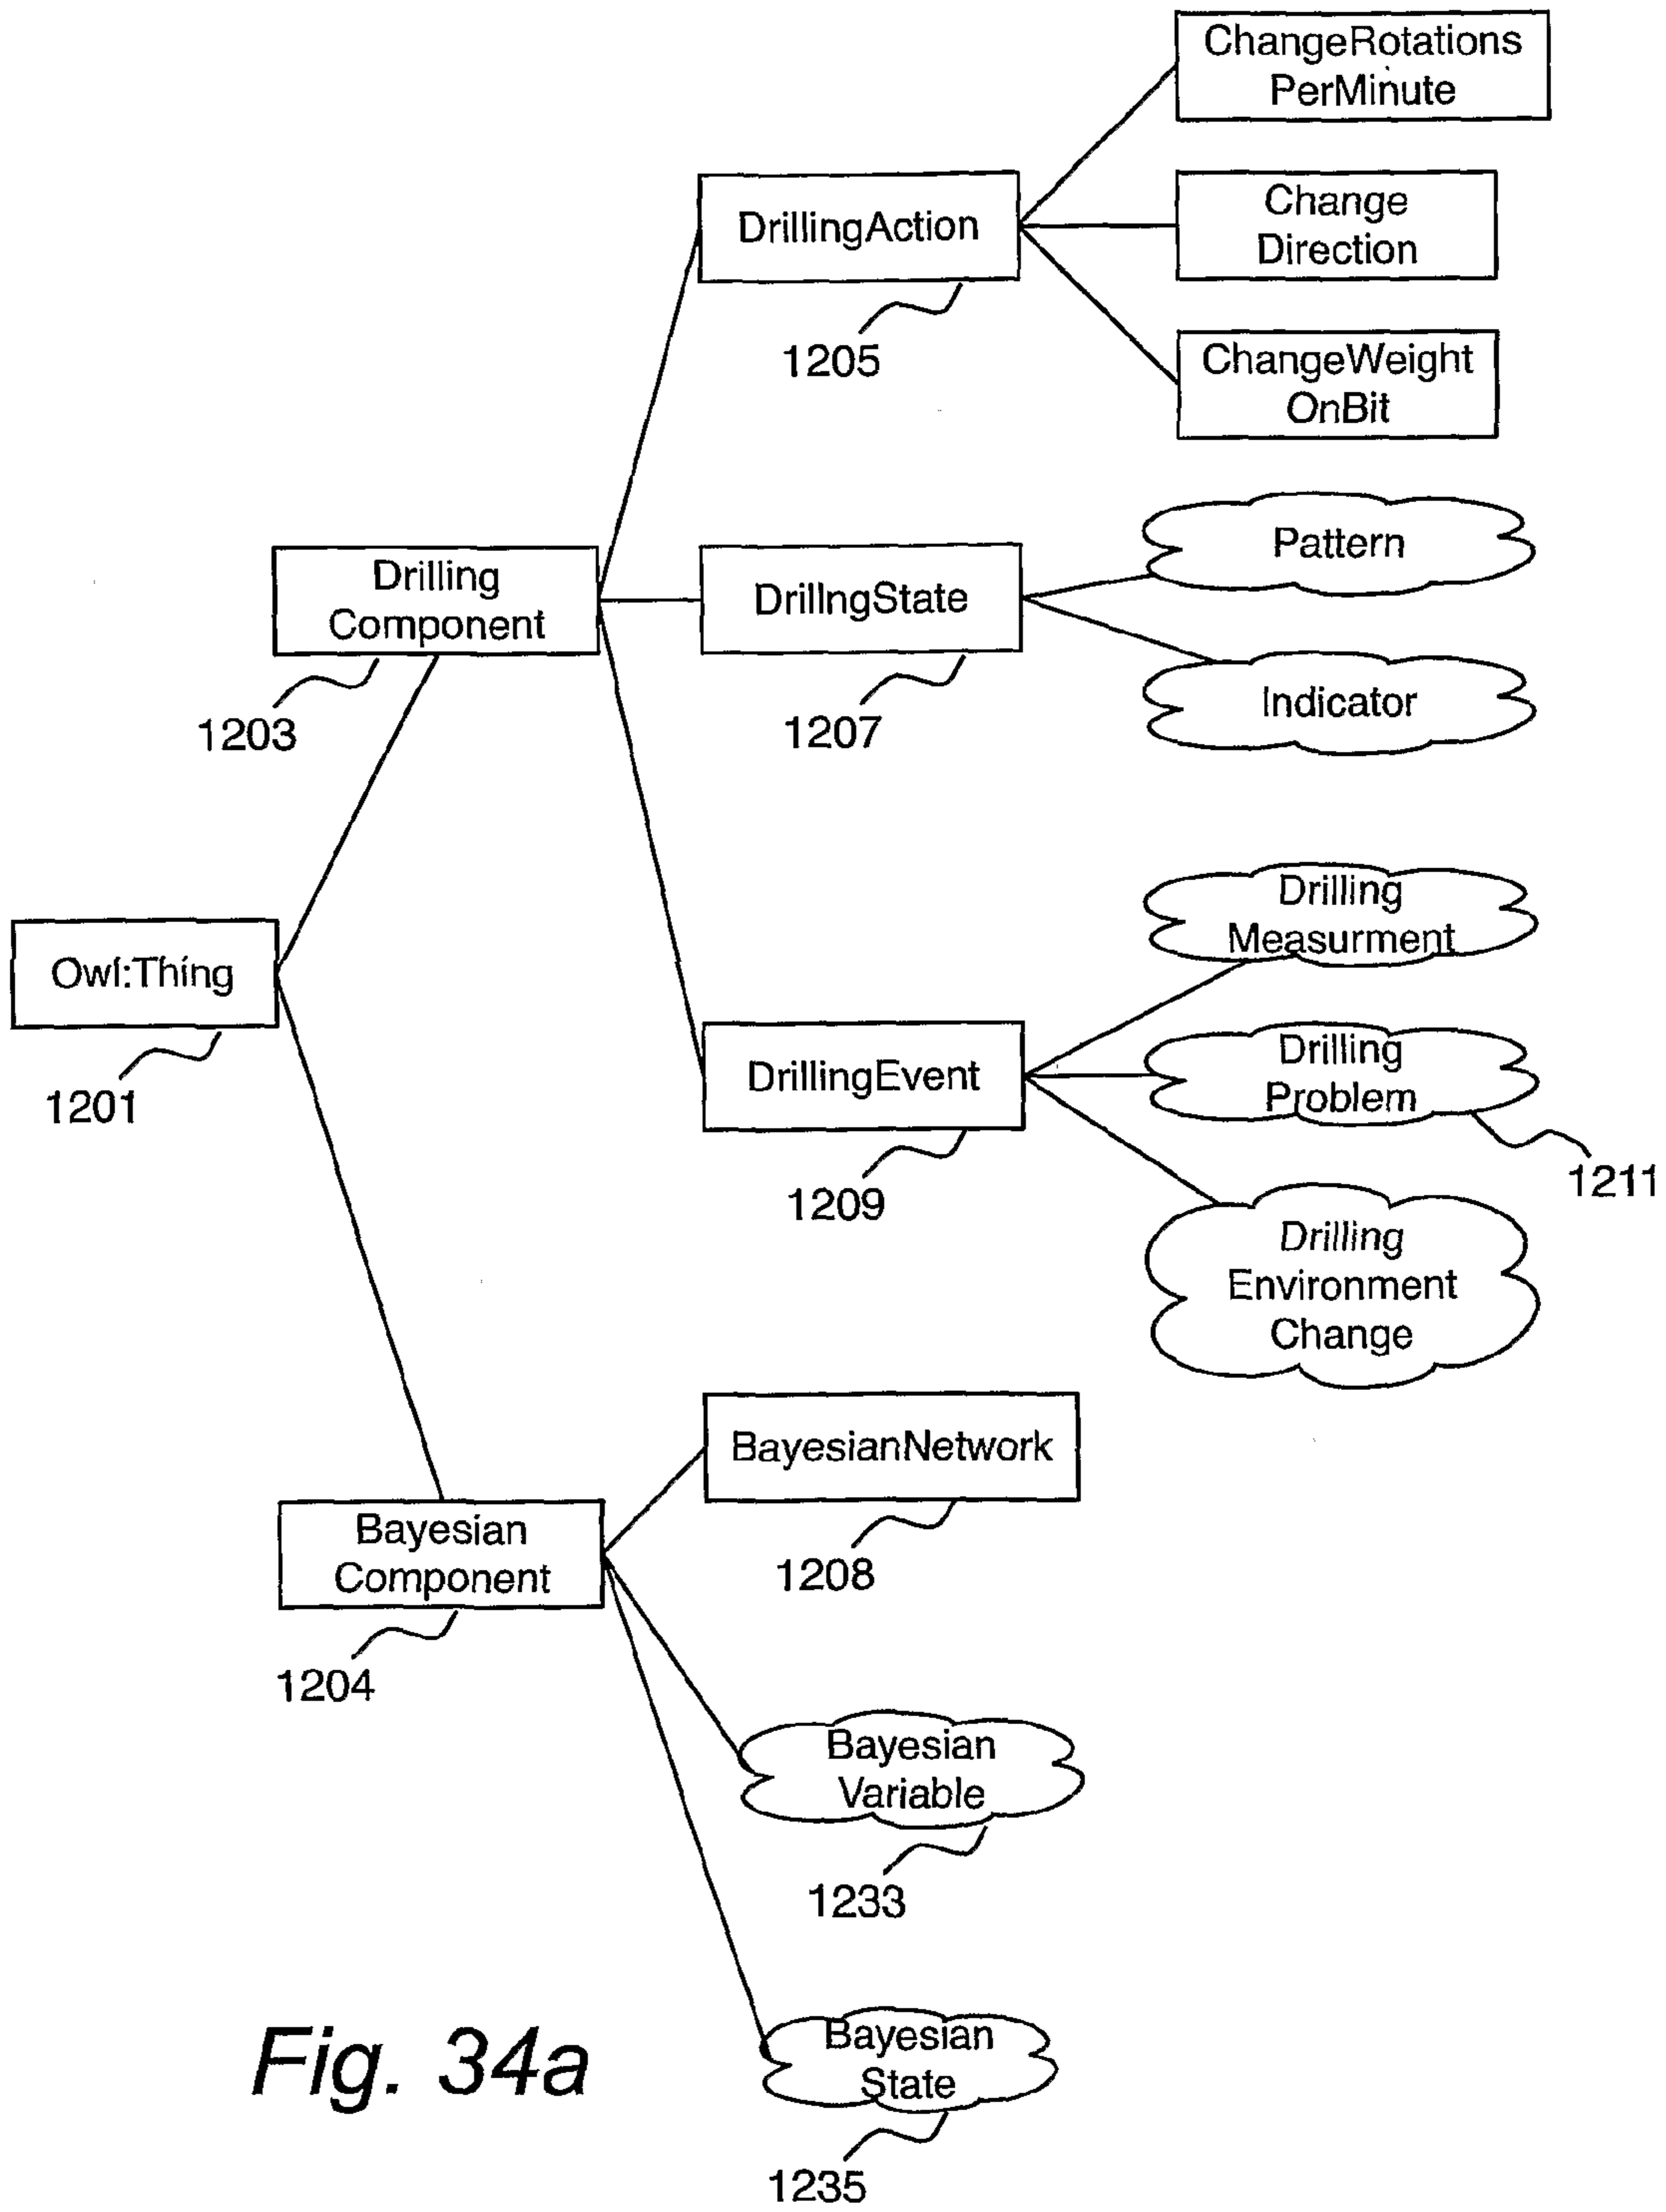 ChangeRotations
PerMinute
DrillingAction
Change
Direction
1205
ChangeWeight
OnBit
Drilling
Component
1203
DrillngState
1207
Pattern
Indicator
Owl:Thing
1201
Drilling
Measurment
DrillingEvent
1209
Drilling
Problem
1211
Drilling
Environment
Change
BayesianNetwork
1208
Bayesian
Component
1204
Bayesian
Variable
1233
Bayesian
State
1235
Fig. 34a